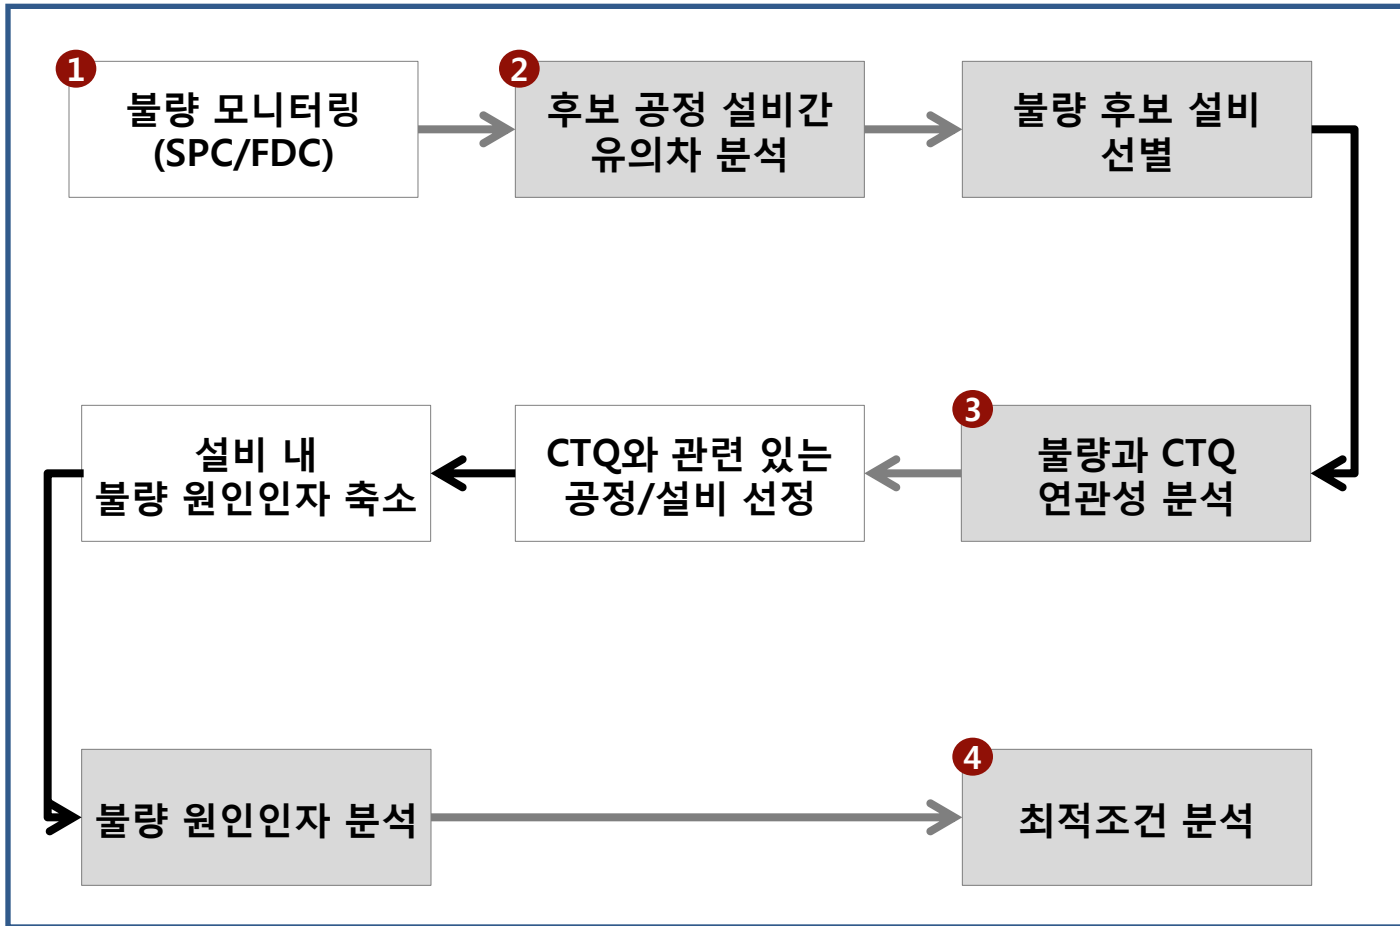 1
불량 모니터링
(SPC/FDC)
2
후보 공정 설비간
유의차 분석
불량 후보 설비
선별
3
불량과 CTQ
연관성 분석
CTQ와 관련 있는
공정/설비 선정
설비 내
불량 원인인자 축소
불량 원인인자 분석
4
최적조건 분석